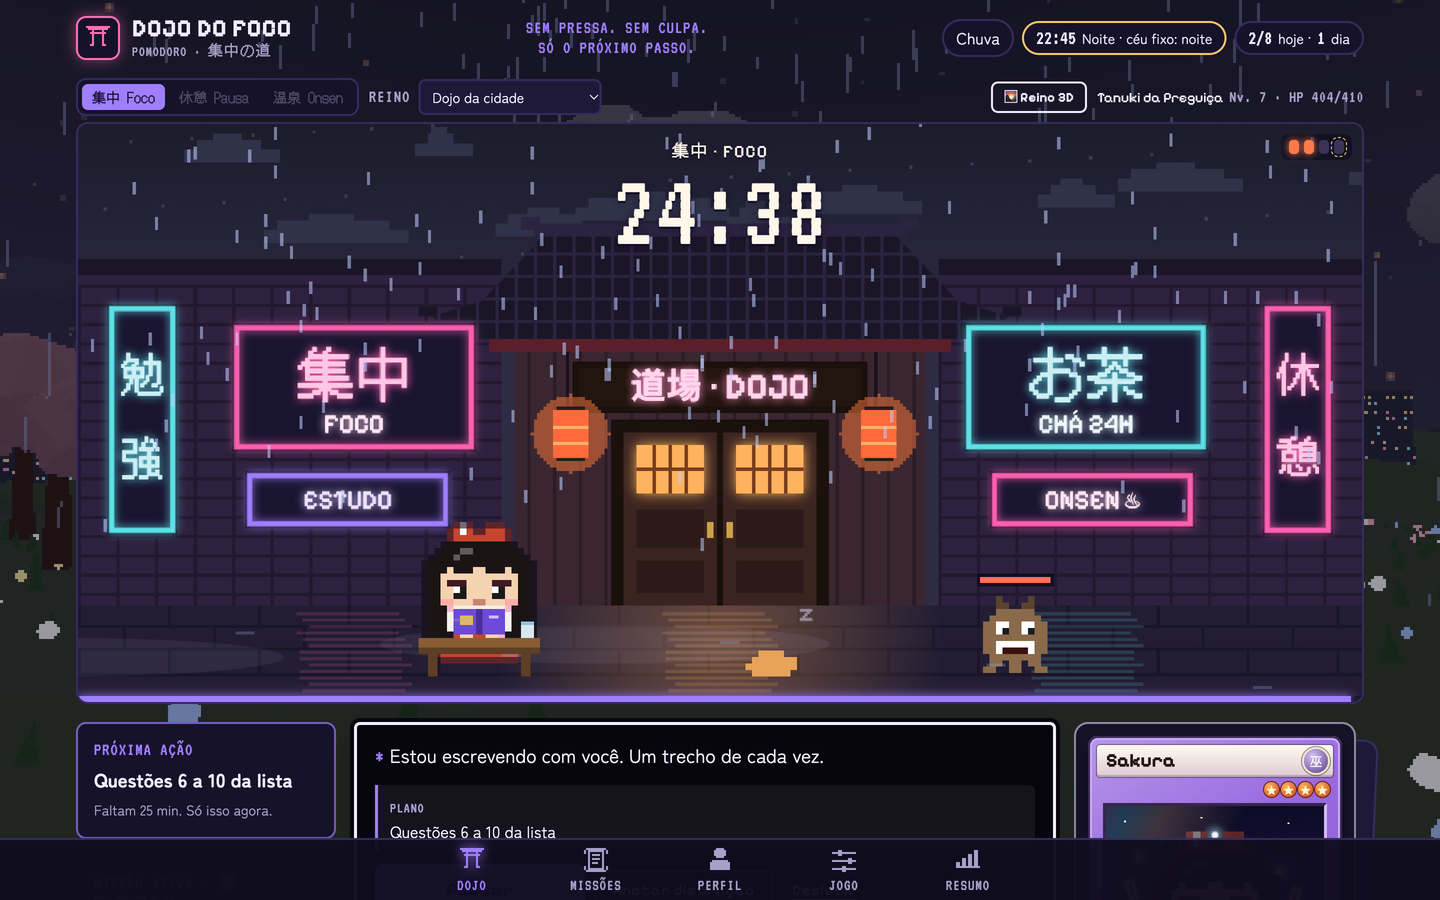 DOJO DO FOCO
POMODORO · 集中の道
SEM PRESSA. SEM CULPA.
SÓ O PRÓXIMO PASSO.
Chuva
22:45 Noite · céu fixo: noite
2/8 hoje · 1 dia
集中 Foco
休憩 Pausa
温泉 Onsen
REINO
Dojo da cidade
Reino 3D
Tanuki da Preguiça Nv. 7 · HP 404/410
集中 · FOCO
24:38
勉強
集中
FOCO
ESTUDO
道場·DOJO
お茶
CHÁ 24H
ONSEN♨
休憩
Z
PRÓXIMA AÇÃO
Questões 6 a 10 da lista
Faltam 25 min. Só isso agora.
* Estou escrevendo com você. Um trecho de cada vez.
PLANO
Questões 6 a 10 da lista
Sakura
巫
DOJO
MISSÕES
PERFIL
JOGO
RESUMO